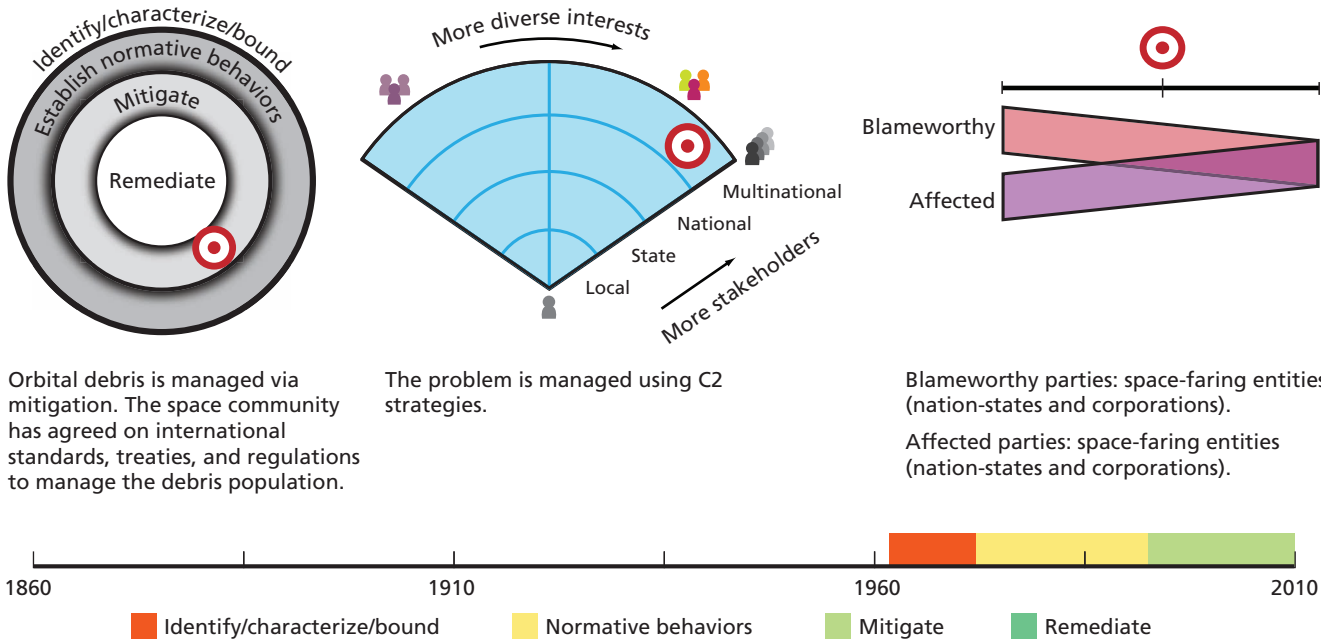 Identify/characterize/bound
Establish normative behaviors
Mitigate
Remediate
More diverse interests
Multinational
National
State
Local
More stakeholders
Blameworthy
Affected
Orbital debris is managed via
mitigation. The space community
has agreed on international
standards, treaties, and regulations
to manage the debris population.
The problem is managed using C2
strategies.
Blameworthy parties: space-faring entities
(nation-states and corporations).
Affected parties: space-faring entities
(nation-states and corporations).
1860
1910
1960
2010
Identify/characterize/bound
Normative behaviors
Mitigate
Remediate